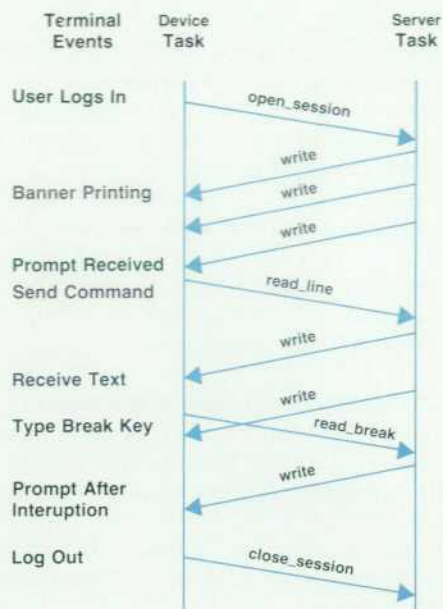 Terminal
Events
Device
Task
Server
Task
User Logs In
open_session
write
Banner Printing
write
write
Prompt Received
Send Command
read_line
write
Receive Text
write
Type Break Key
read_break
write
Prompt After
Interuption
Log Out
close_session